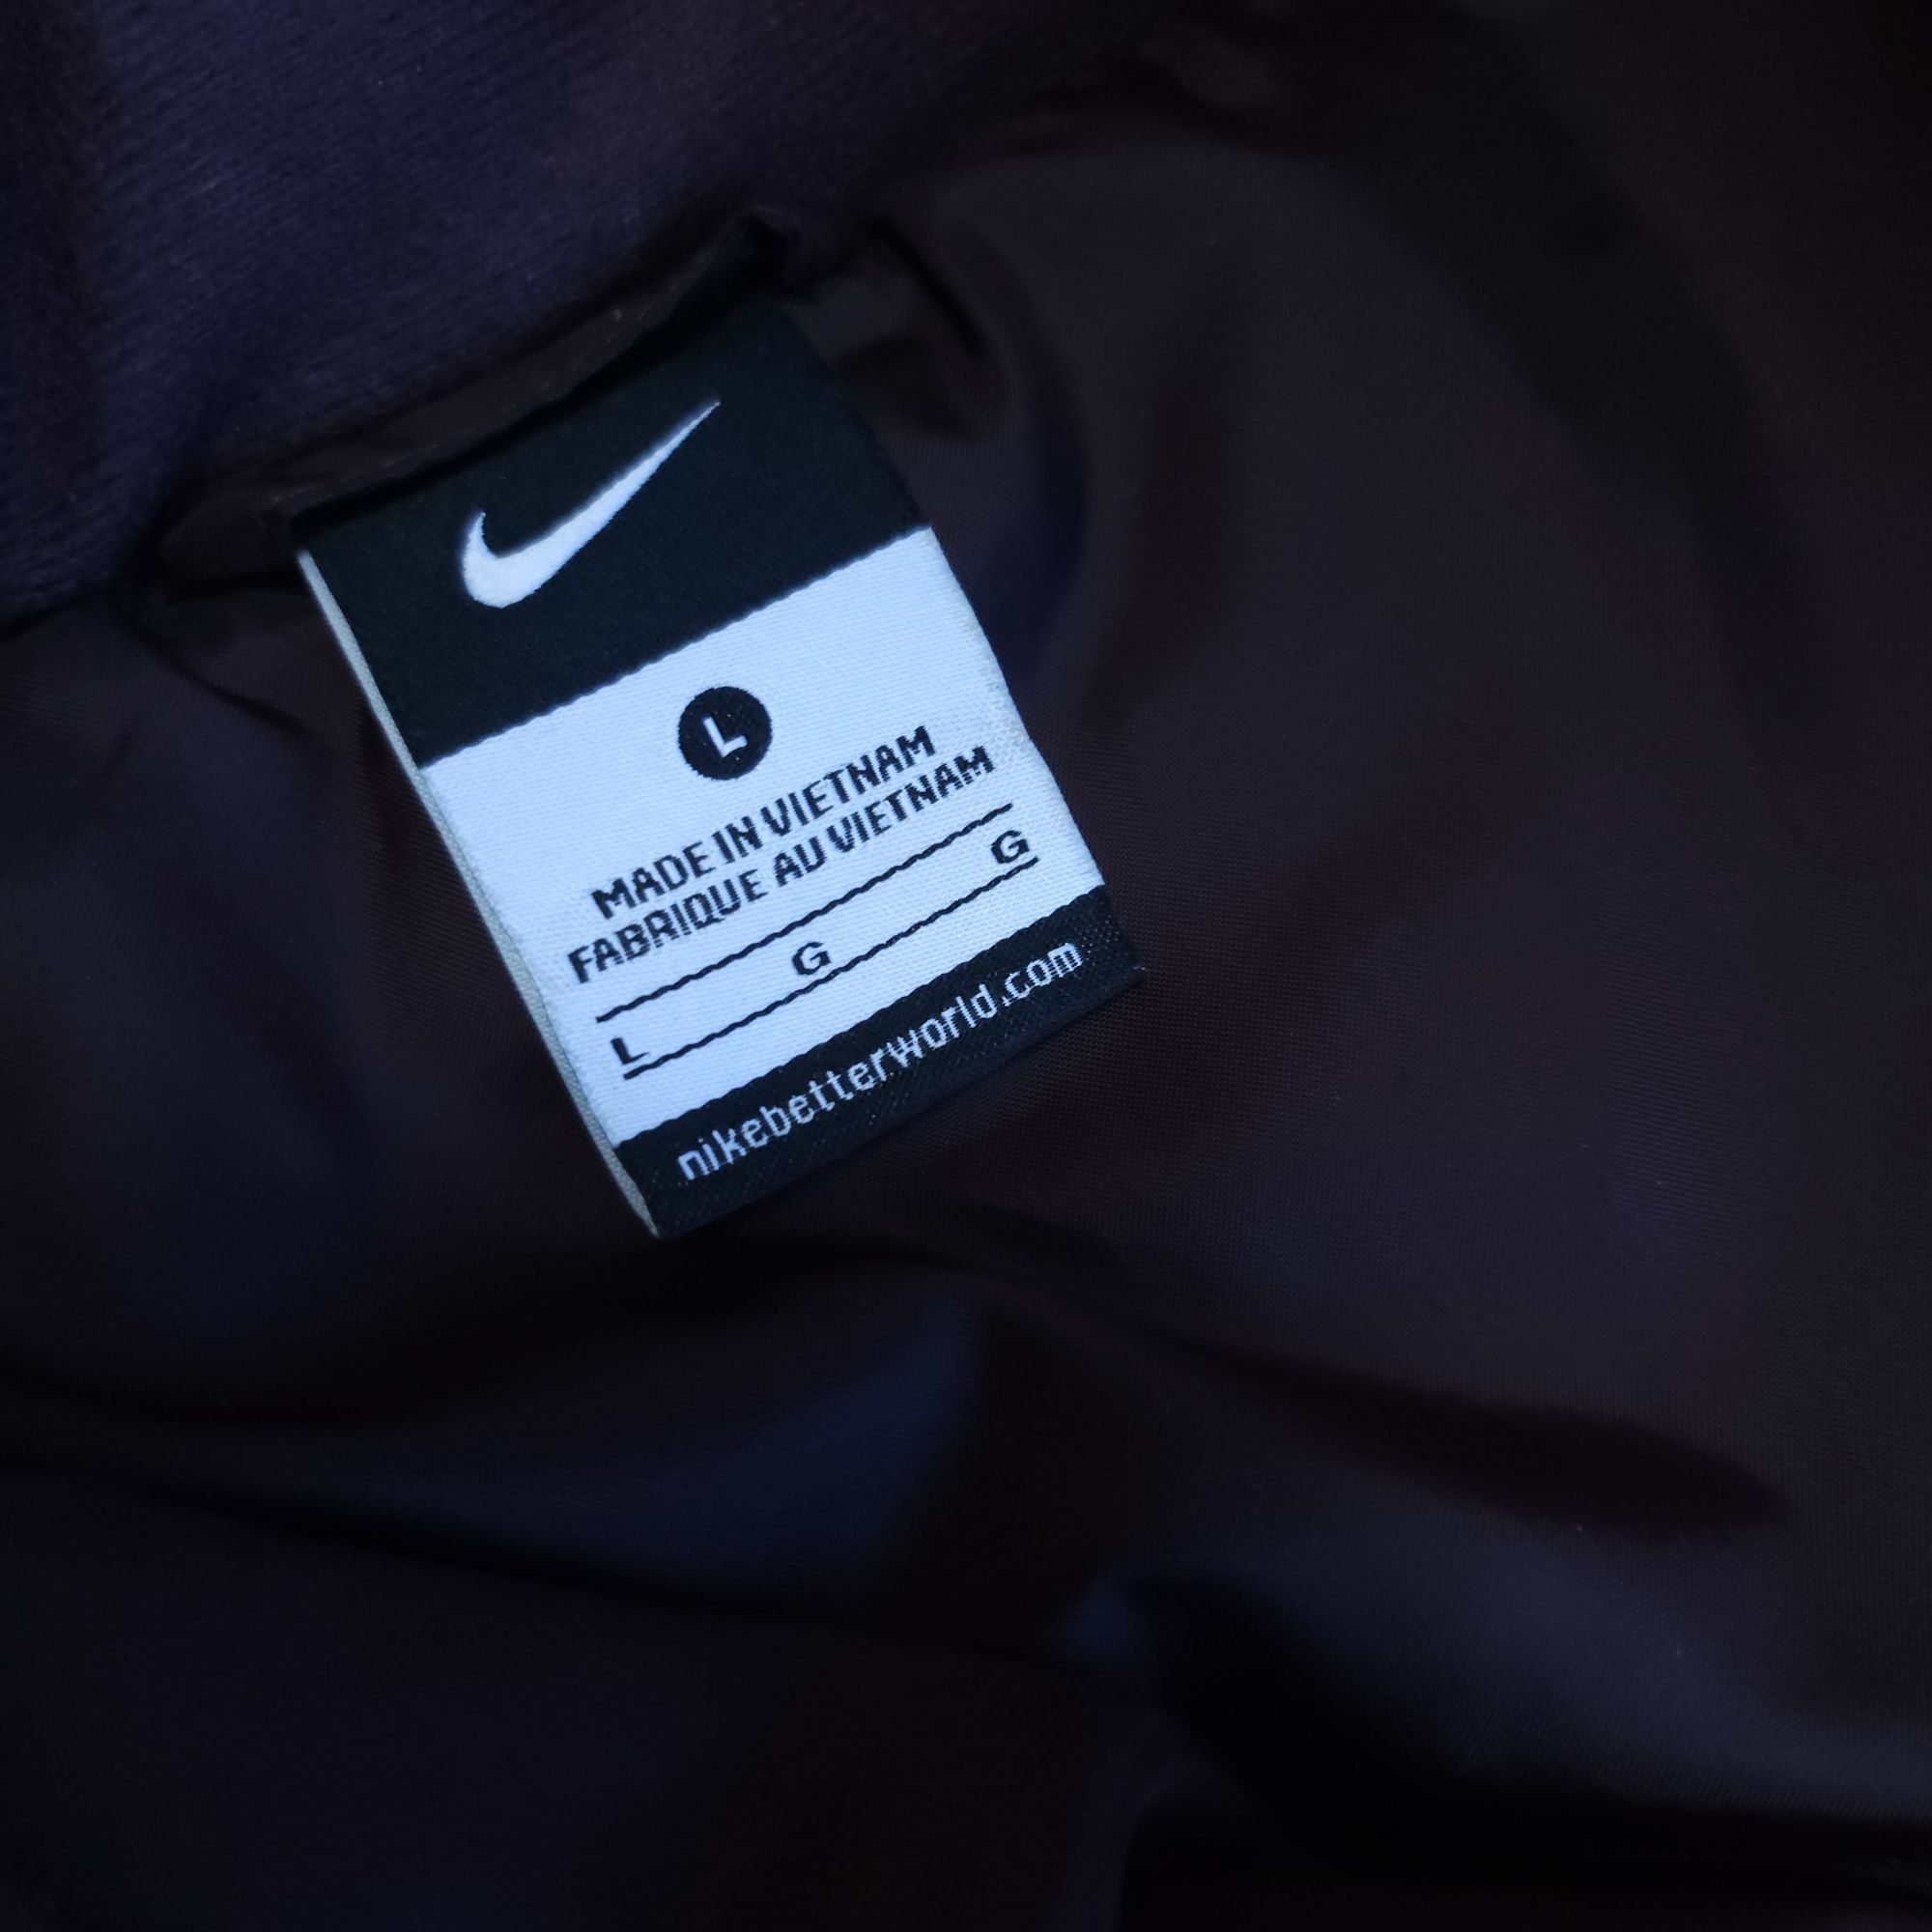 L
MADE IN VIETNAM
FABRIQUE AU VIETNAM
L G G
nikebetterworld.com